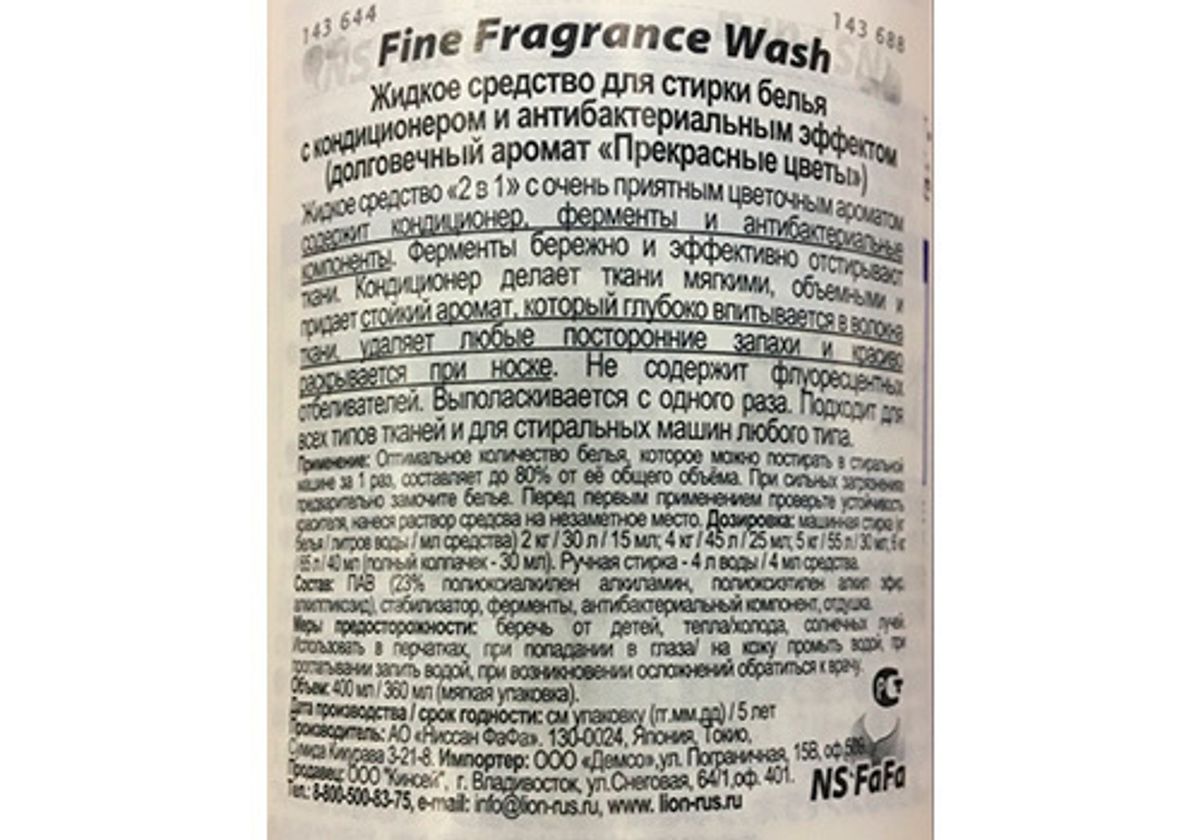 143 644
143 688
Fine Fragrance Wash
Жидкое средство для стирки белья
с кондиционером и антибактериальным эффектом
(долговечный аромат «Прекрасные цветы»)
Жидкое средство «2 в 1» с очень приятным цветочным ароматом
содержит кондиционер, ферменты и антибактериальные
компоненты. Ферменты бережно и эффективно отстирывают
ткани. Кондиционер делает ткани мягкими, объемными и
придает стойкий аромат, который глубоко впитывается в волокна
ткани, удаляет любые посторонние запахи и красиво
раскрывается при носке. Не содержит флуоресцентных
отбеливателей. Выполаскивается с одного раза. Подходит для
всех типов тканей и для стиральных машин любого типа.
Применение: Оптимальное количество белья, которое можно постирать в стиральной
машине за 1 раз, составляет до 80% от её общего объёма. При сильных загрязнениях
предварительно замочите белье. Перед первым применением проверьте устойчивость
красителя, нанеся раствор средсва на незаметное место. Дозировка: машинная стирка (кг
белья / литров воды / мл средства) 2 кг / 30 л / 15 мл; 4 кг / 45 л / 25 мл; 5 кг / 55 л / 30 мл; 6 кг
/ 65 л / 40 мл (полный колпачек - 30 мл). Ручная стирка - 4 л воды / 4 мл средства.
Состав: ПАВ (23% полиоксиалкилен алкиламин, полиоксиэтилен алкил эфир,
), стабилизатор, ферменты, антибактериальный компонент, отдушка.
Меры предосторожности: беречь от детей, тепла/холода, солнечных лучей.
Использовать в перчатках, при попадании в глаза/ на кожу промыть водой, при
проглатывании запить водой, при возникновении осложнений обратиться к врачу.
Объем: 400 мл / 360 мл (мягкая упаковка).
Дата производства / срок годности: см упаковку (гг.мм.дд) / 5 лет
Производитель: АО «Ниссан ФаФа». 130-0024, Япония, Токио,
Сумида Кикукава 3-21-8. Импортер: ООО «Демсо», ул. Пограничная, 15В, оф.
Продавец: ООО "Кинсей", г. Владивосток, ул.Снеговая, 64/1,оф. 401.
Тел.: 8-800-500-83-75, e-mail: info@lion-rus.ru, www. lion-rus.ru
NS FaFa